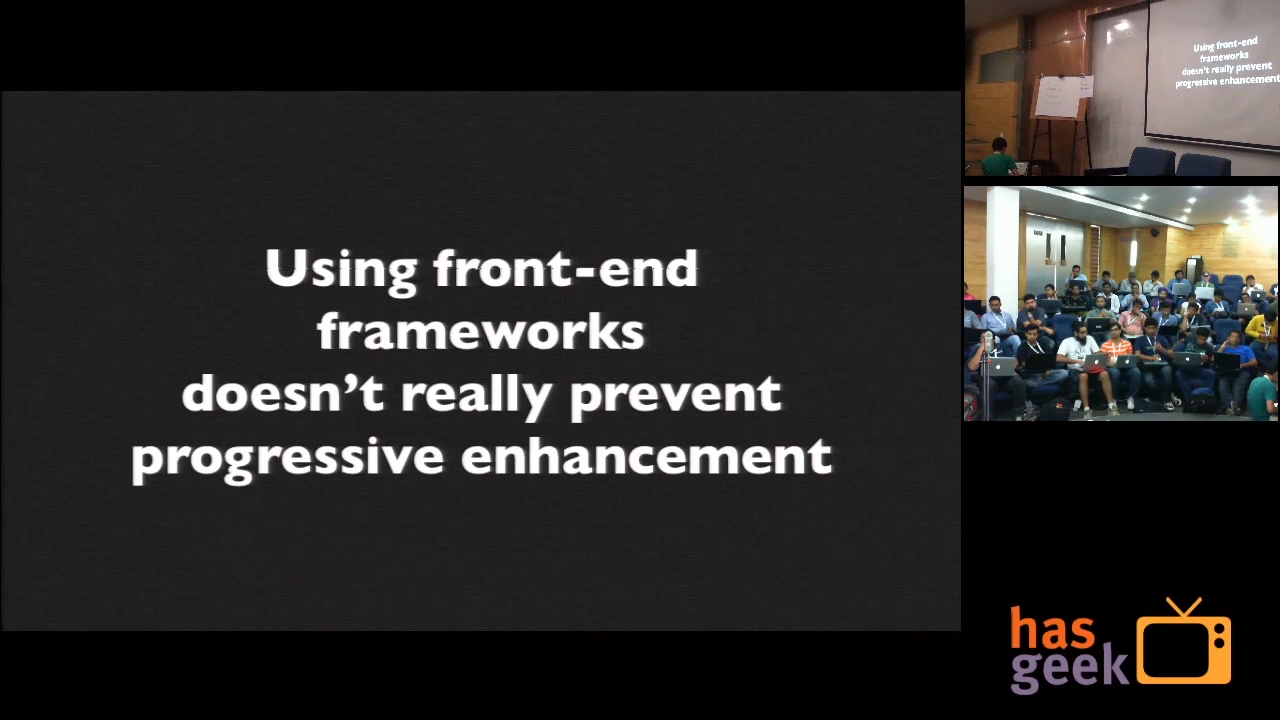 Using front-end
frameworks
doesn't really prevent
progressive enhancement
Using front-end
frameworks
doesn't really prevent
progressive enhancement
has
geek